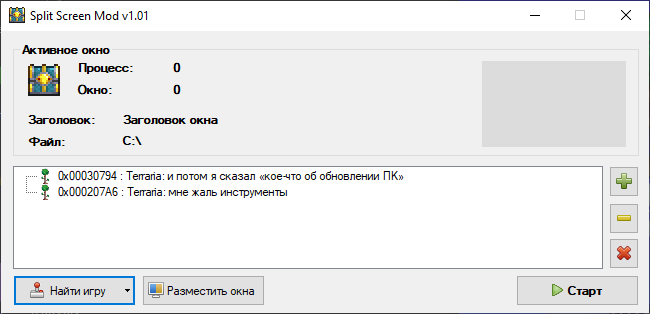 Split Screen Mod v1.01
Активное окно
Процесс: 0
Окно: 0
Заголовок: Заголовок окна
Файл: C:\
0x00030794 : Terraria: и потом я сказал «кое-что об обновлении ПК»
0x000207A6 : Terraria: мне жаль инструменты
Найти игру
Разместить окна
Старт